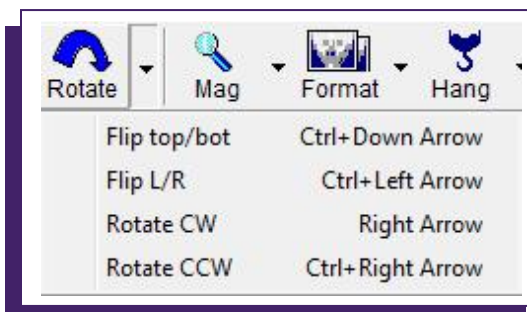 Rotate Mag Format Hang
Flip top/bot Ctrl+Down Arrow
Flip L/R Ctrl+Left Arrow
Rotate CW Right Arrow
Rotate CCW Ctrl+Right Arrow